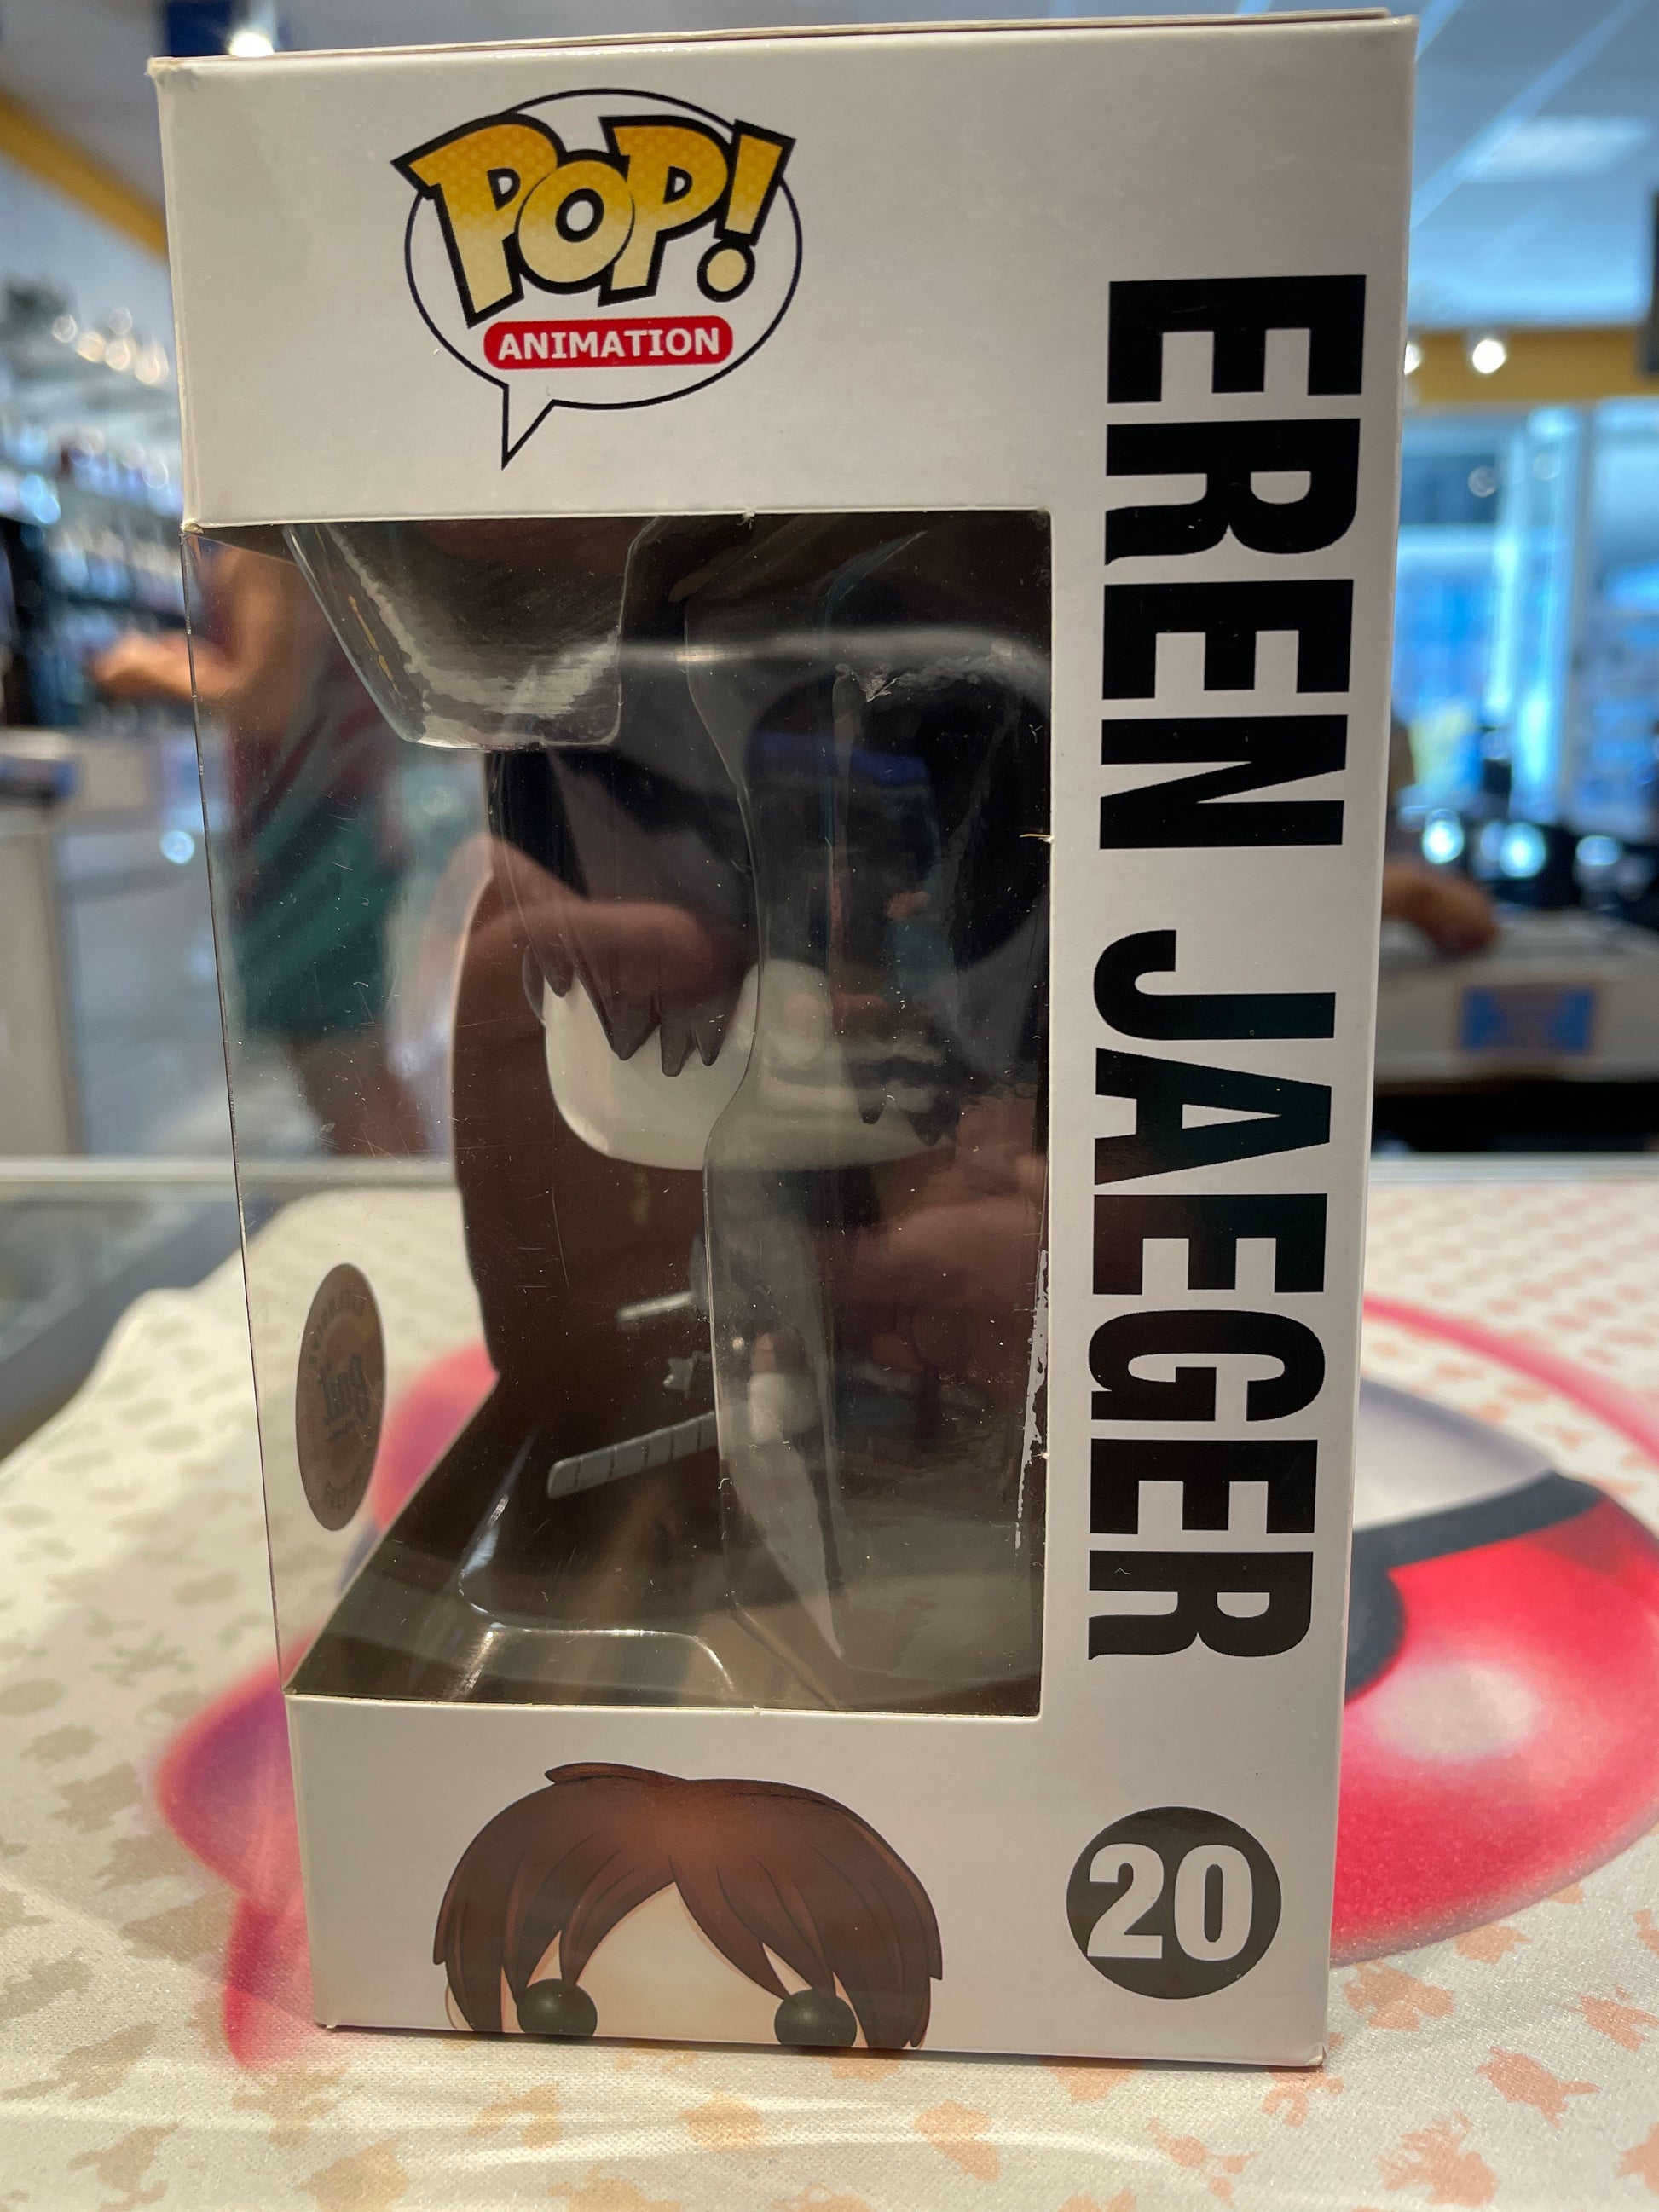 POP!
ANIMATION
EREN JAEGER
20